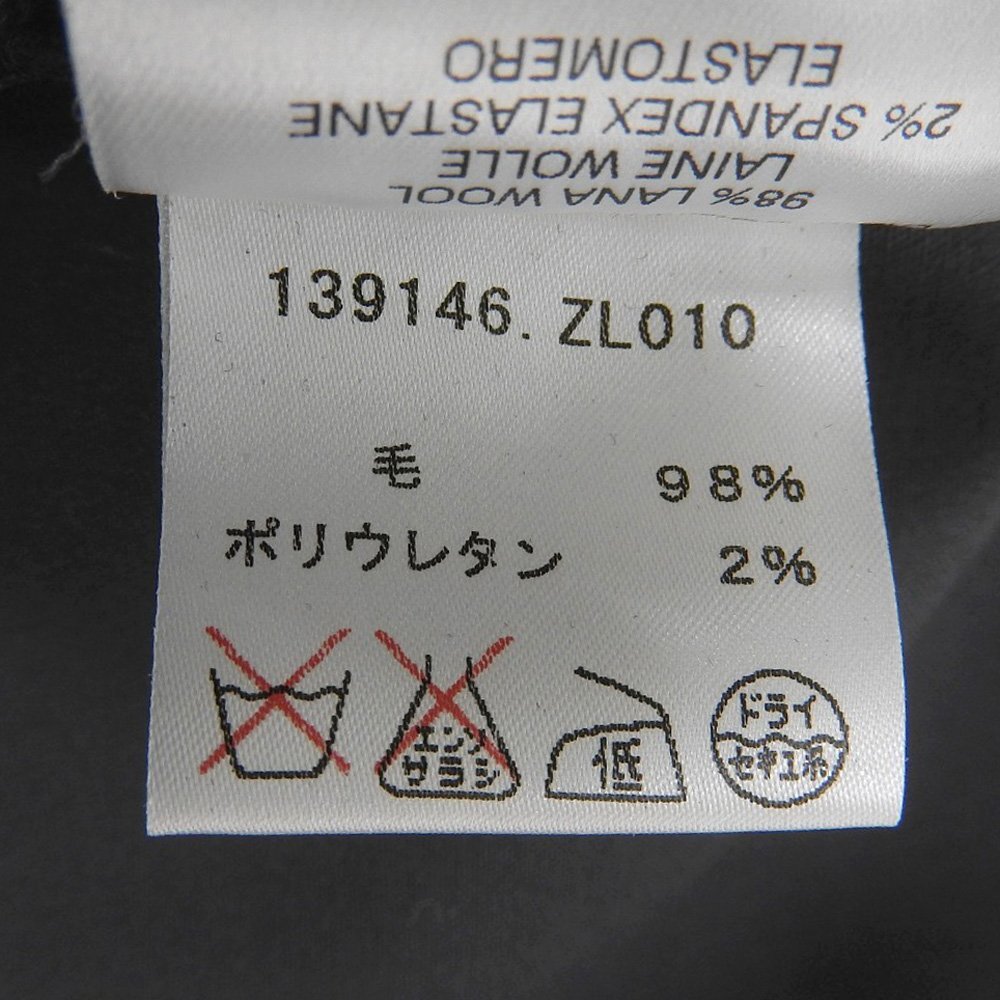 98% LANA WOOL
LAINE WOLLE
2% SPANDEX ELASTANE
ELASTOMERO
139146. ZL010
毛 98%
ポリウレタン 2%
エンソ
サラシ
低
ドライ
セキユ系